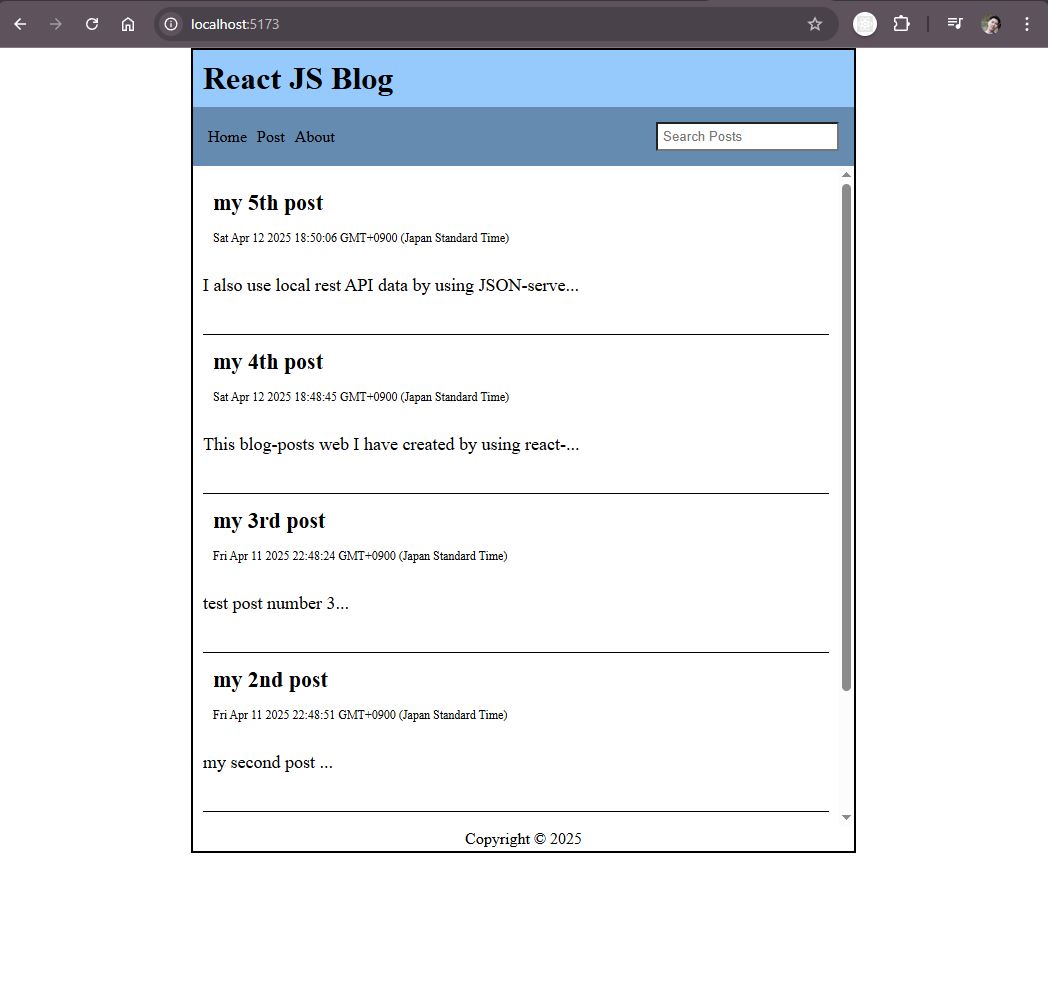 localhost:5173
React JS Blog
Home Post About Search Posts
my 5th post
Sat Apr 12 2025 18:50:06 GMT+0900 (Japan Standard Time)
I also use local rest API data by using JSON-serve...
my 4th post
Sat Apr 12 2025 18:48:45 GMT+0900 (Japan Standard Time)
This blog-posts web I have created by using react-...
my 3rd post
Fri Apr 11 2025 22:48:24 GMT+0900 (Japan Standard Time)
test post number 3...
my 2nd post
Fri Apr 11 2025 22:48:51 GMT+0900 (Japan Standard Time)
my second post ...
Copyright © 2025